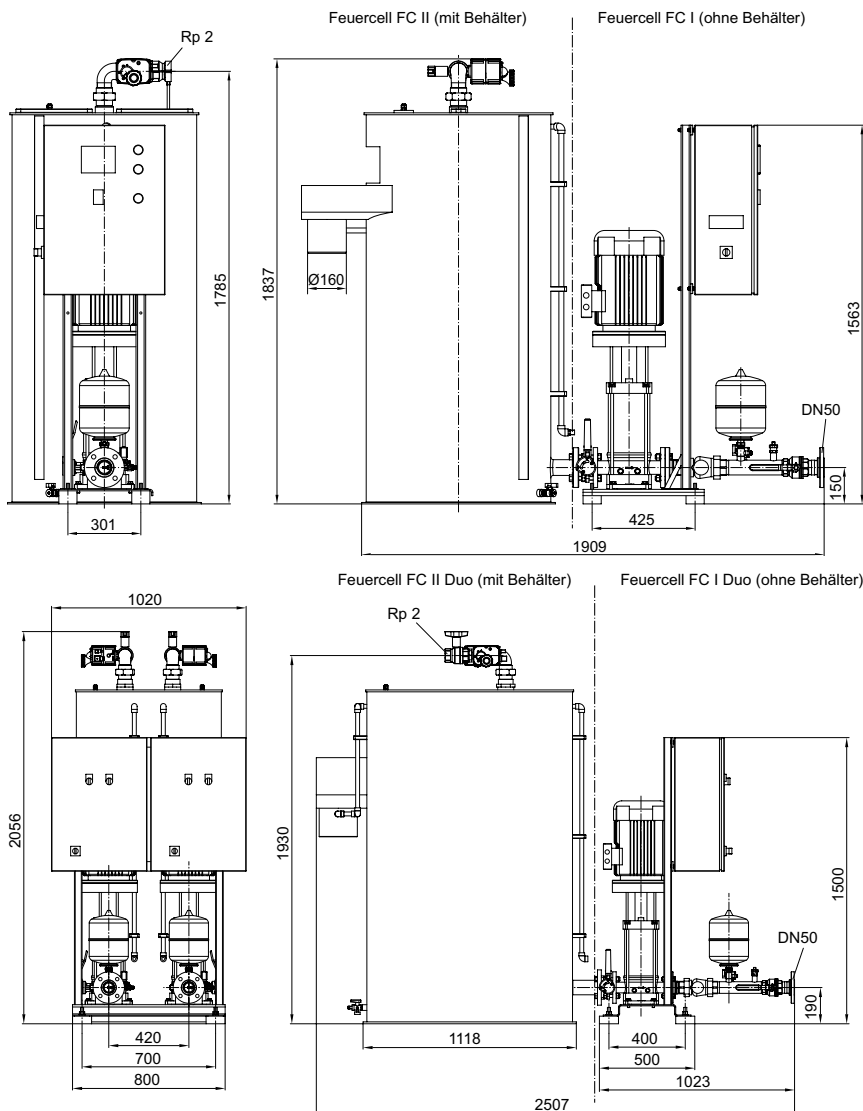 Feuercell FC II (mit Behälter)
Feuercell FC I (ohne Behälter)
Rp 2
1785
1837
Ø160
1563
DN50
150
301
425
1909
Feuercell FC II Duo (mit Behälter)
Feuercell FC I Duo (ohne Behälter)
1020
Rp 2
2056
1930
1500
DN50
190
420
700
800
1118
400
500
1023
2507